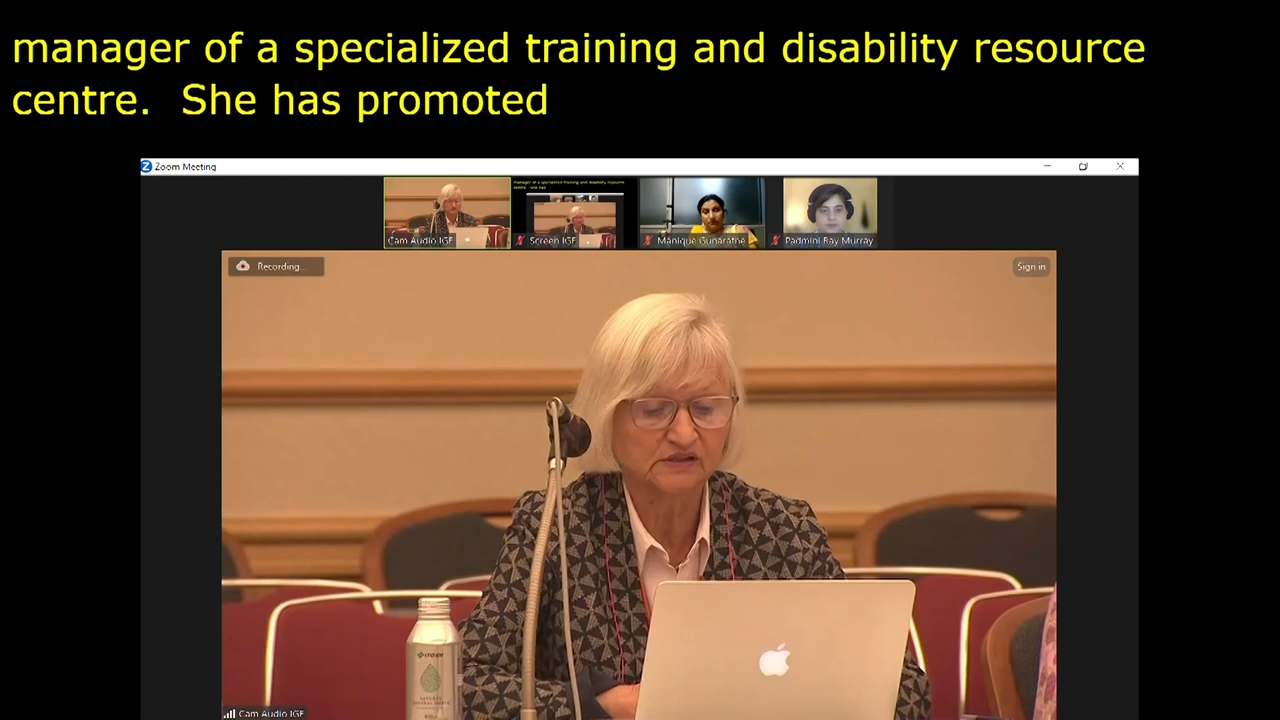 manager of a specialized training and disability resource
centre.  She has promoted
Zoom Meeting
Cam Audio IGF
Screen IGF
Manique Gunaratne
Padmini Ray Murray
Recording...
Sign in
Cam Audio IGF